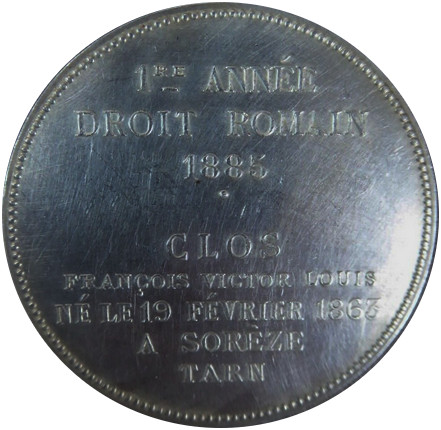 1RE ANNÉE
DROIT ROMAIN
1885
CLOS
FRANÇOIS VICTOR LOUIS
NÉ LE 19 FÉVRIER 1863
A SORÈZE
TARN